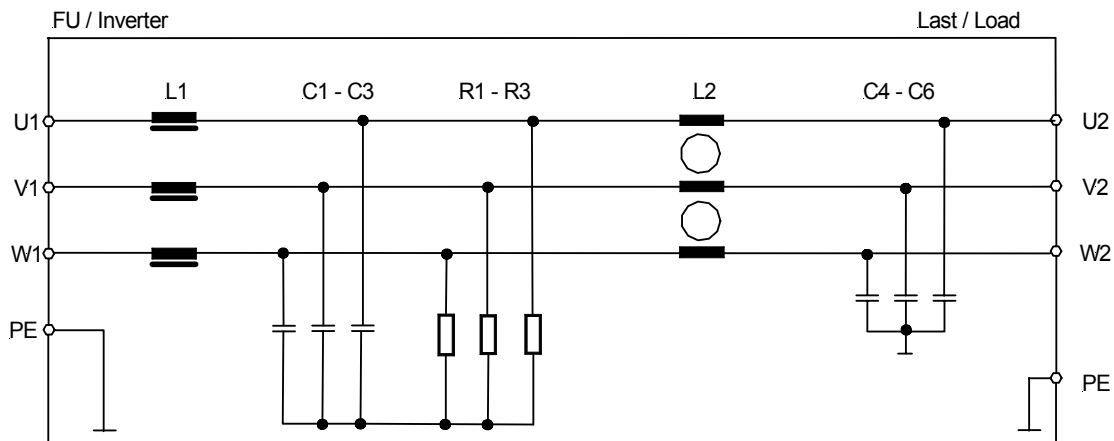 FU / Inverter Last / Load
L1 C1 - C3 R1 - R3 L2 C4 - C6
U1 U2
V1 V2
W1 W2
PE
PE